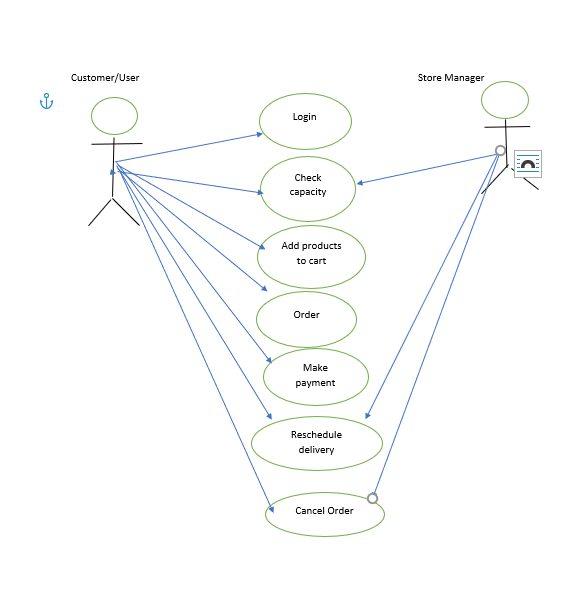 Customer/User
Store Manager
Login
Check
capacity
Add products
to cart
Order
Make
payment
Reschedule
delivery
Cancel Order